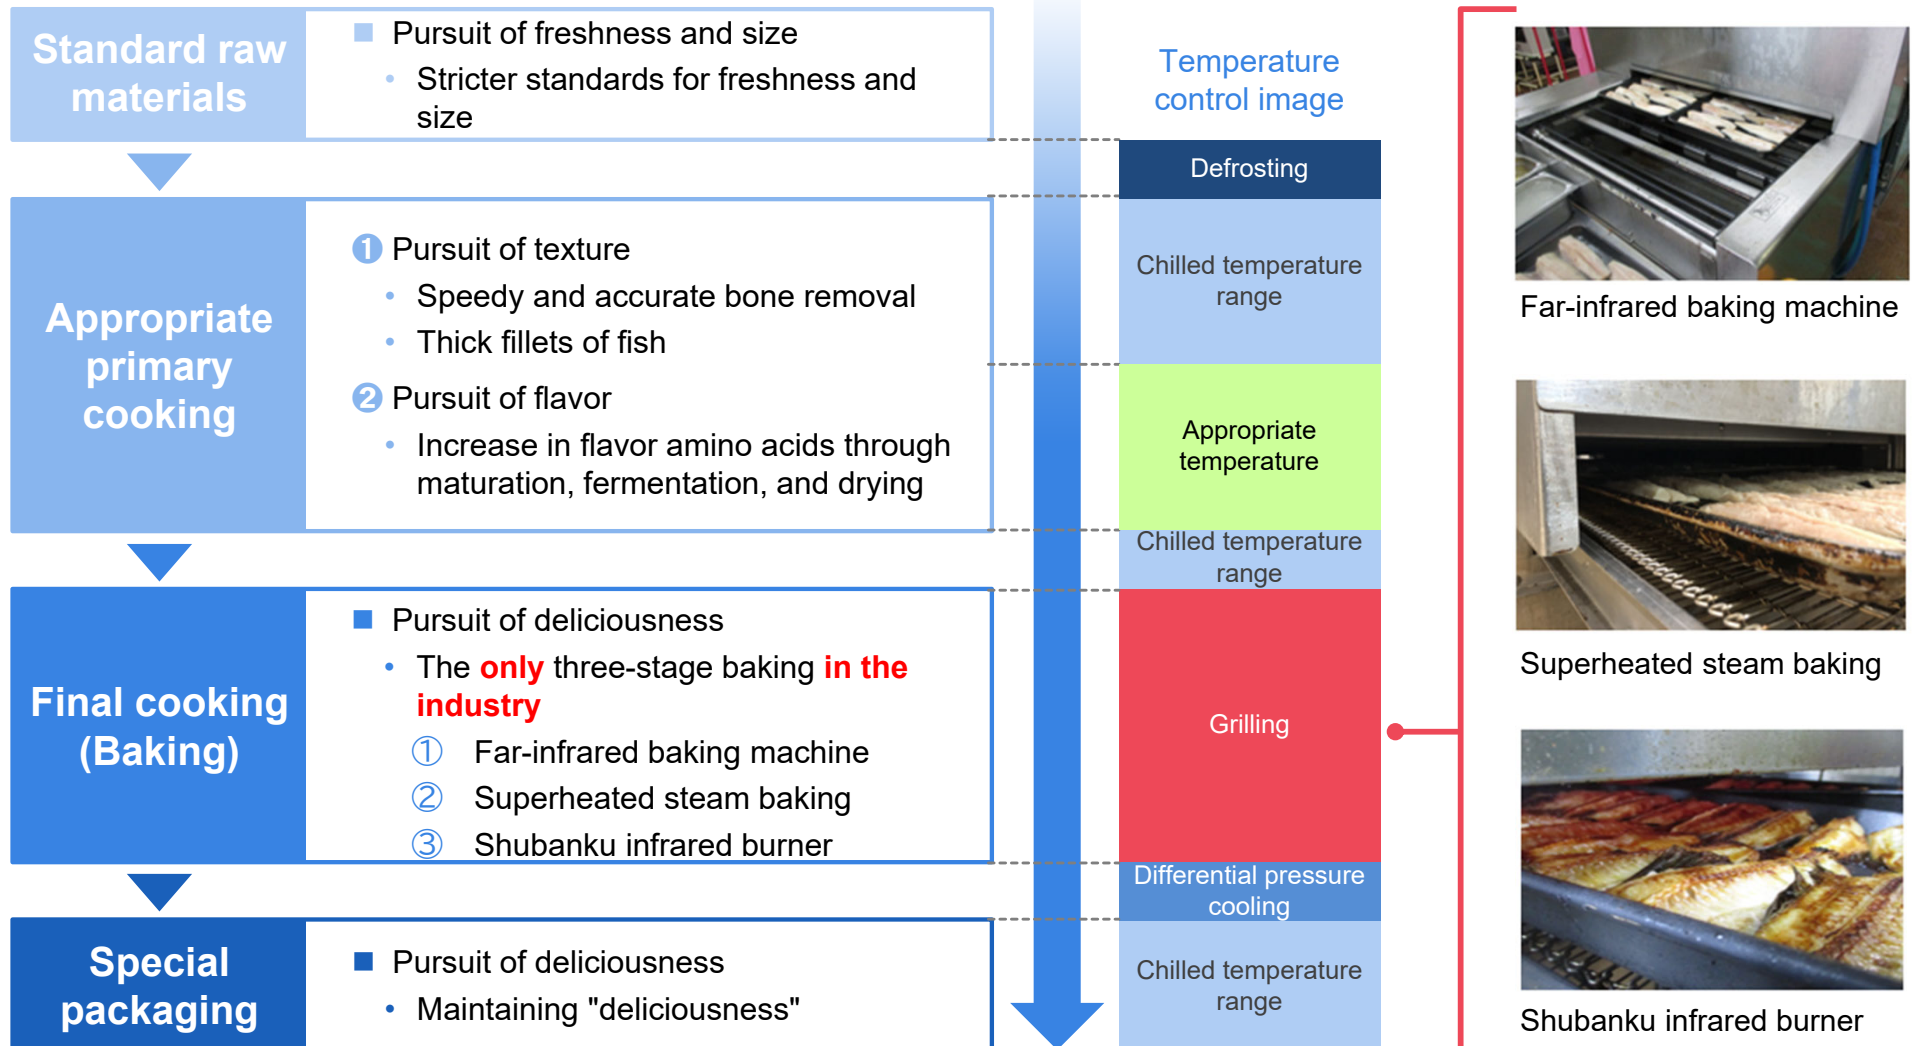 Standard raw
materials
■ Pursuit of freshness and size
• Stricter standards for freshness and
size
Appropriate
primary
cooking
❶ Pursuit of texture
• Speedy and accurate bone removal
• Thick fillets of fish
❷ Pursuit of flavor
• Increase in flavor amino acids through
maturation, fermentation, and drying
Final cooking
(Baking)
■ Pursuit of deliciousness
• The only three-stage baking in the
industry
① Far-infrared baking machine
② Superheated steam baking
③ Shubanku infrared burner
Special
packaging
■ Pursuit of deliciousness
• Maintaining "deliciousness"
Temperature
control image
Defrosting
Chilled temperature
range
Appropriate
temperature
Chilled temperature
range
Grilling
Differential pressure
cooling
Chilled temperature
range
Far-infrared baking machine
Superheated steam baking
Shubanku infrared burner